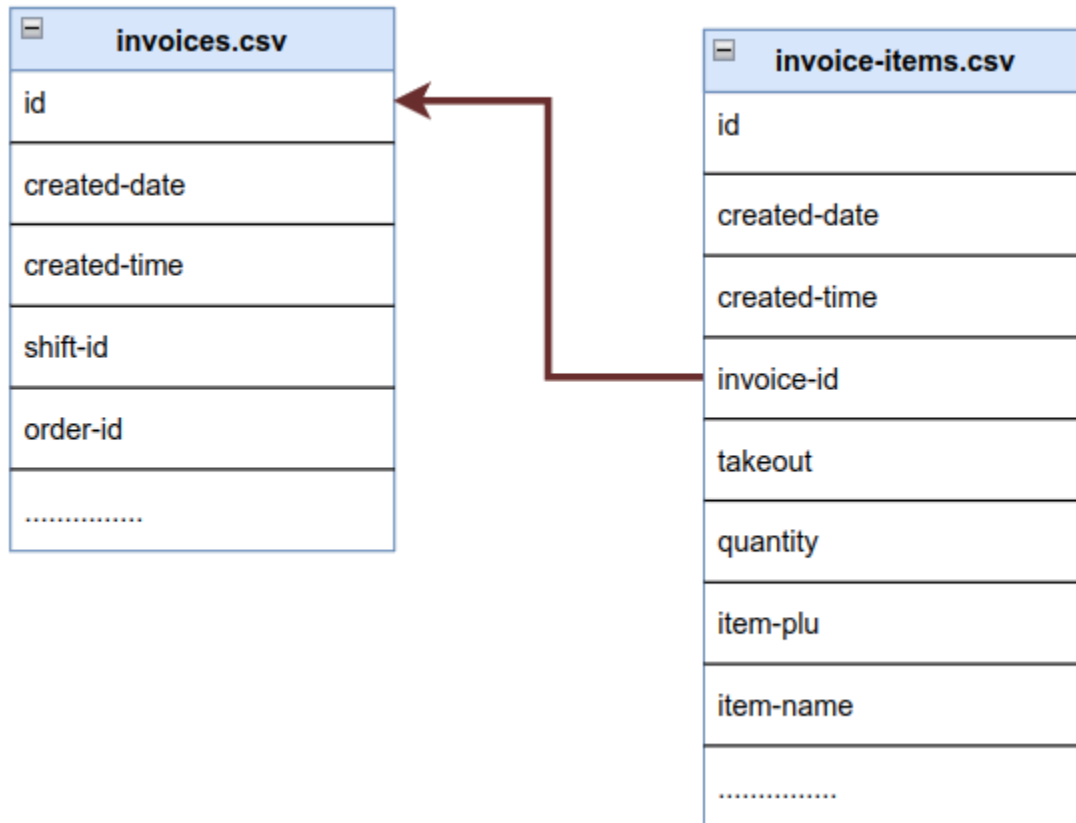 invoices.csv
id
created-date
created-time
shift-id
order-id
...............
invoice-items.csv
id
created-date
created-time
invoice-id
takeout
quantity
item-plu
item-name
...............